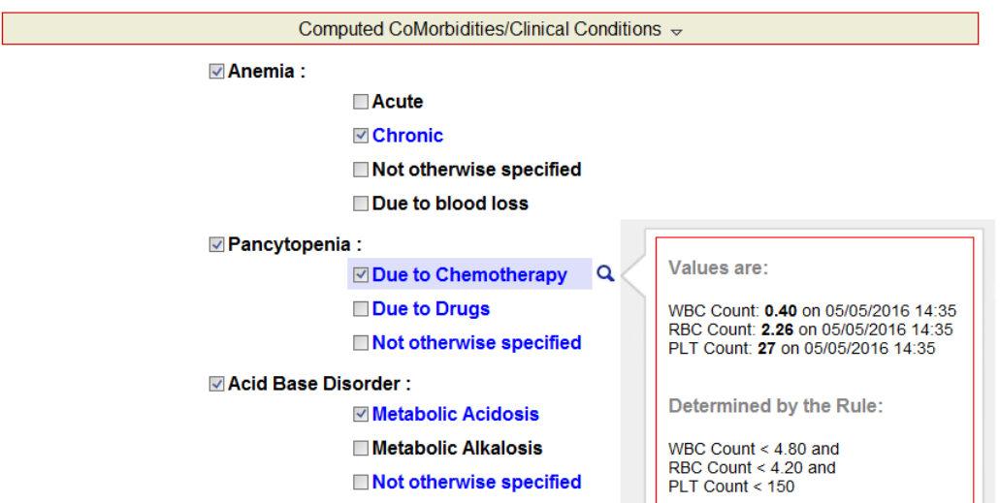 Computed CoMorbidities/Clinical Conditions
Anemia :
Acute
Chronic
Not otherwise specified
Due to blood loss
Pancytopenia :
Due to Chemotherapy
Due to Drugs
Not otherwise specified
Acid Base Disorder :
Metabolic Acidosis
Metabolic Alkalosis
Not otherwise specified
Values are:
WBC Count: 0.40 on 05/05/2016 14:35
RBC Count: 2.26 on 05/05/2016 14:35
PLT Count: 27 on 05/05/2016 14:35
Determined by the Rule:
WBC Count < 4.80 and
RBC Count < 4.20 and
PLT Count < 150